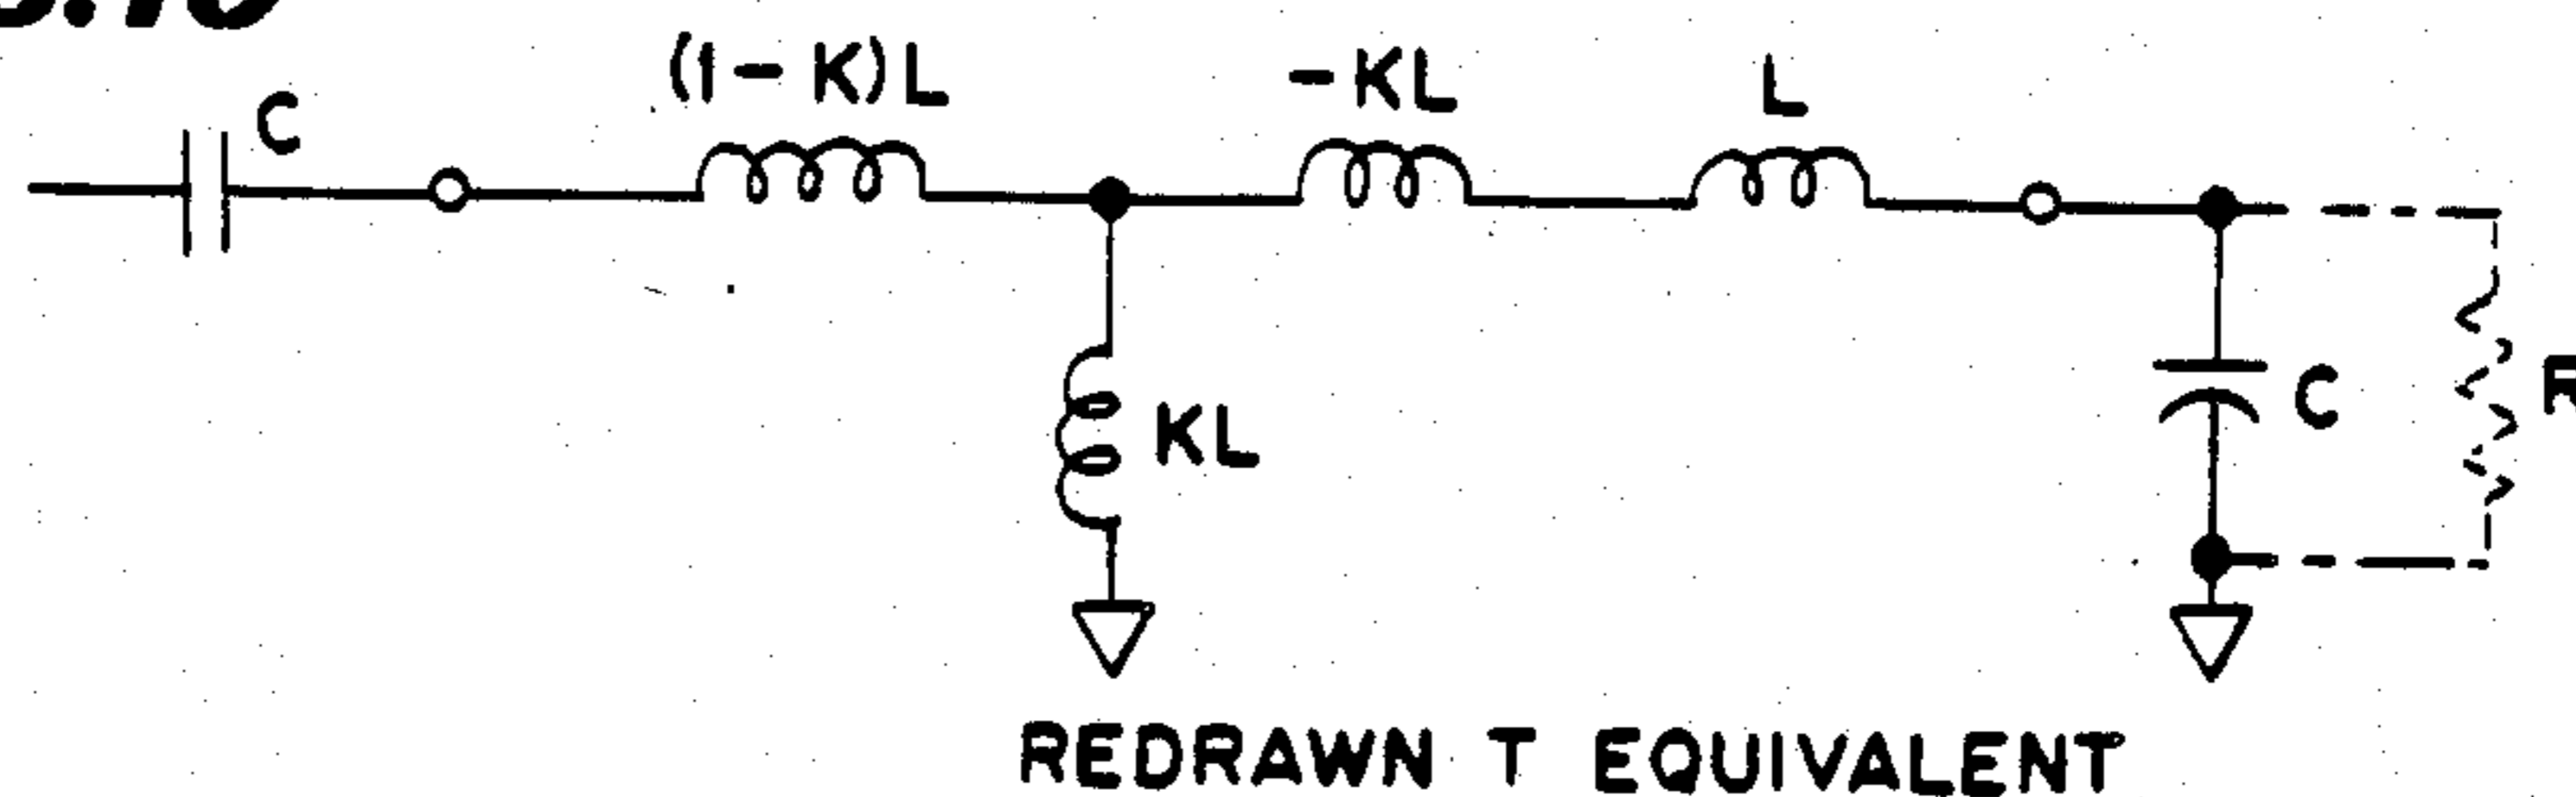 (1-K)L
-KL
L
C
KL
C
R
REDRAWN T EQUIVALENT